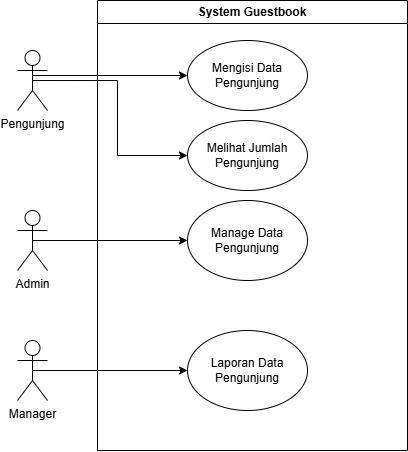 System Guestbook
Mengisi Data
Pengunjung
Pengunjung
Melihat Jumlah
Pengunjung
Manage Data
Pengunjung
Admin
Laporan Data
Pengunjung
Manager